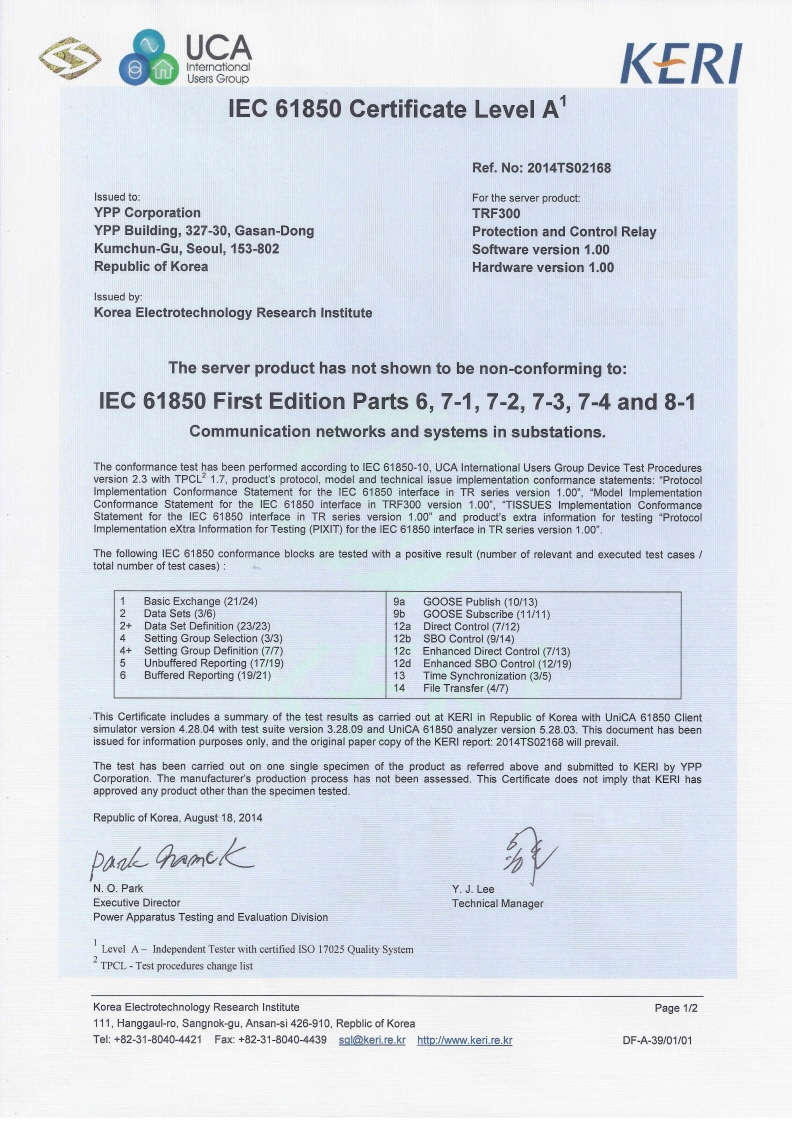 UCA
International
Users Group
KERI
IEC 61850 Certificate Level A1
Ref. No: 2014TS02168
Issued to:
YPP Corporation
YPP Building, 327-30, Gasan-Dong
Kumchun-Gu, Seoul, 153-802
Republic of Korea
For the server product:
TRF300
Protection and Control Relay
Software version 1.00
Hardware version 1.00
Issued by:
Korea Electrotechnology Research Institute
The server product has not shown to be non-conforming to:
IEC 61850 First Edition Parts 6, 7-1, 7-2, 7-3, 7-4 and 8-1
Communication networks and systems in substations.
The conformance test has been performed according to IEC 61850-10, UCA International Users Group Device Test Procedures
version 2.3 with TPCL2 1.7, product's protocol, model and technical issue implementation conformance statements: "Protocol
Implementation Conformance Statement for the IEC 61850 interface in TR series version 1.00", "Model Implementation
Conformance Statement for the IEC 61850 interface in TRF300 version 1.00", "TISSUES Implementation Conformance
Statement for the IEC 61850 interface in TR series version 1.00" and product's extra information for testing "Protocol
Implementation eXtra Information for Testing (PIXIT) for the IEC 61850 interface in TR series version 1.00".
The following IEC 61850 conformance blocks are tested with a positive result (number of relevant and executed test cases /
total number of test cases) :
1 Basic Exchange (21/24)
2 Data Sets (3/6)
2+ Data Set Definition (23/23)
4 Setting Group Selection (3/3)
4+ Setting Group Definition (7/7)
5 Unbuffered Reporting (17/19)
6 Buffered Reporting (19/21)
9a GOOSE Publish (10/13)
9b GOOSE Subscribe (11/11)
12a Direct Control (7/12)
12b SBO Control (9/14)
12c Enhanced Direct Control (7/13)
12d Enhanced SBO Control (12/19)
13 Time Synchronization (3/5)
14 File Transfer (4/7)
This Certificate includes a summary of the test results as carried out at KERI in Republic of Korea with UniCA 61850 Client
simulator version 4.28.04 with test suite version 3.28.09 and UniCA 61850 analyzer version 5.28.03. This document has been
issued for information purposes only, and the original paper copy of the KERI report: 2014TS02168 will prevail.
The test has been carried out on one single specimen of the product as referred above and submitted to KERI by YPP
Corporation. The manufacturer's production process has not been assessed. This Certificate does not imply that KERI has
approved any product other than the specimen tested.
Republic of Korea, August 18, 2014
N. O. Park
Executive Director
Power Apparatus Testing and Evaluation Division
Y. J. Lee
Technical Manager
1 Level A – Independent Tester with certified ISO 17025 Quality System
2 TPCL - Test procedures change list
Korea Electrotechnology Research Institute
Page 1/2
111, Hanggaul-ro, Sangnok-gu, Ansan-si 426-910, Repblic of Korea
Tel: +82-31-8040-4421 Fax: +82-31-8040-4439 sgl@keri.re.kr http://www.keri.re.kr
DF-A-39/01/01